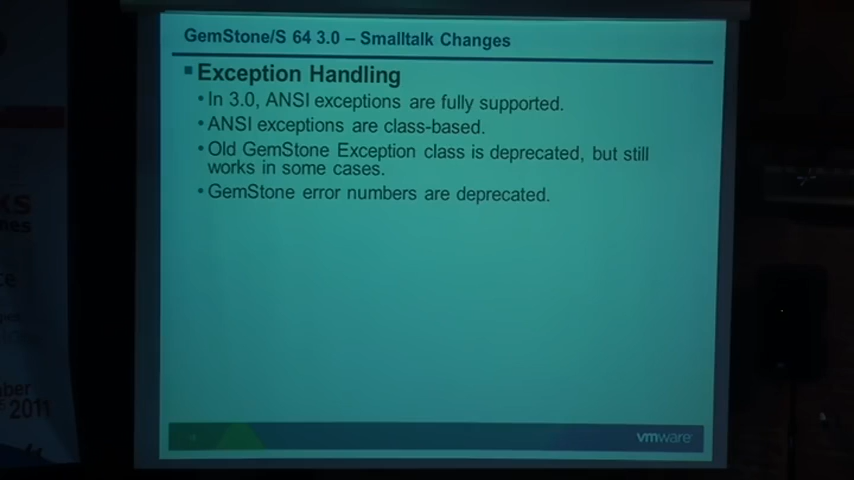 GemStone/S 64 3.0 – Smalltalk Changes
▪Exception Handling
•In 3.0, ANSI exceptions are fully supported.
•ANSI exceptions are class-based.
•Old GemStone Exception class is deprecated, but still
works in some cases.
•GemStone error numbers are deprecated.
vmware
2011